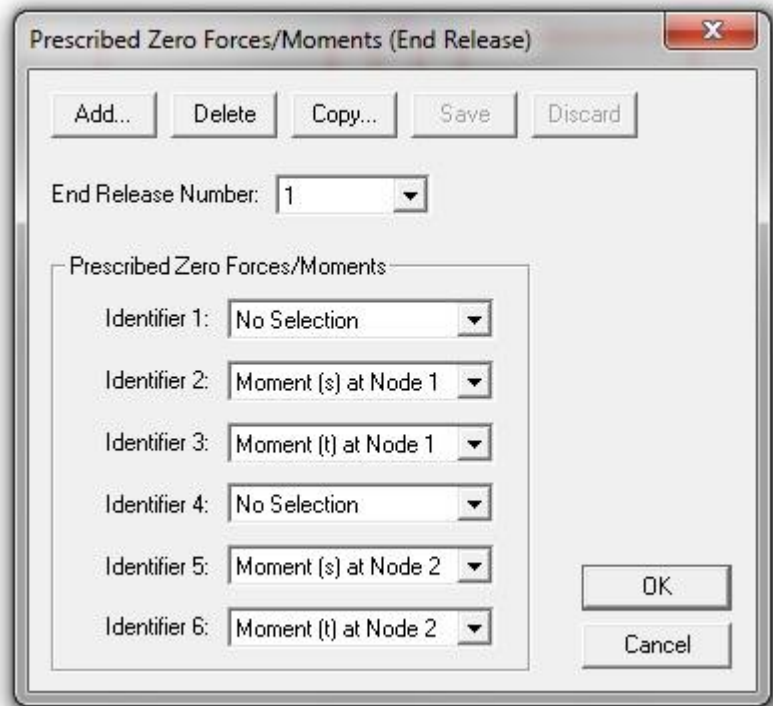 Prescribed Zero Forces/Moments (End Release)
Add... Delete Copy... Save Discard
End Release Number: 1
Prescribed Zero Forces/Moments
Identifier 1: No Selection
Identifier 2: Moment (s) at Node 1
Identifier 3: Moment (t) at Node 1
Identifier 4: No Selection
Identifier 5: Moment (s) at Node 2
Identifier 6: Moment (t) at Node 2
OK
Cancel